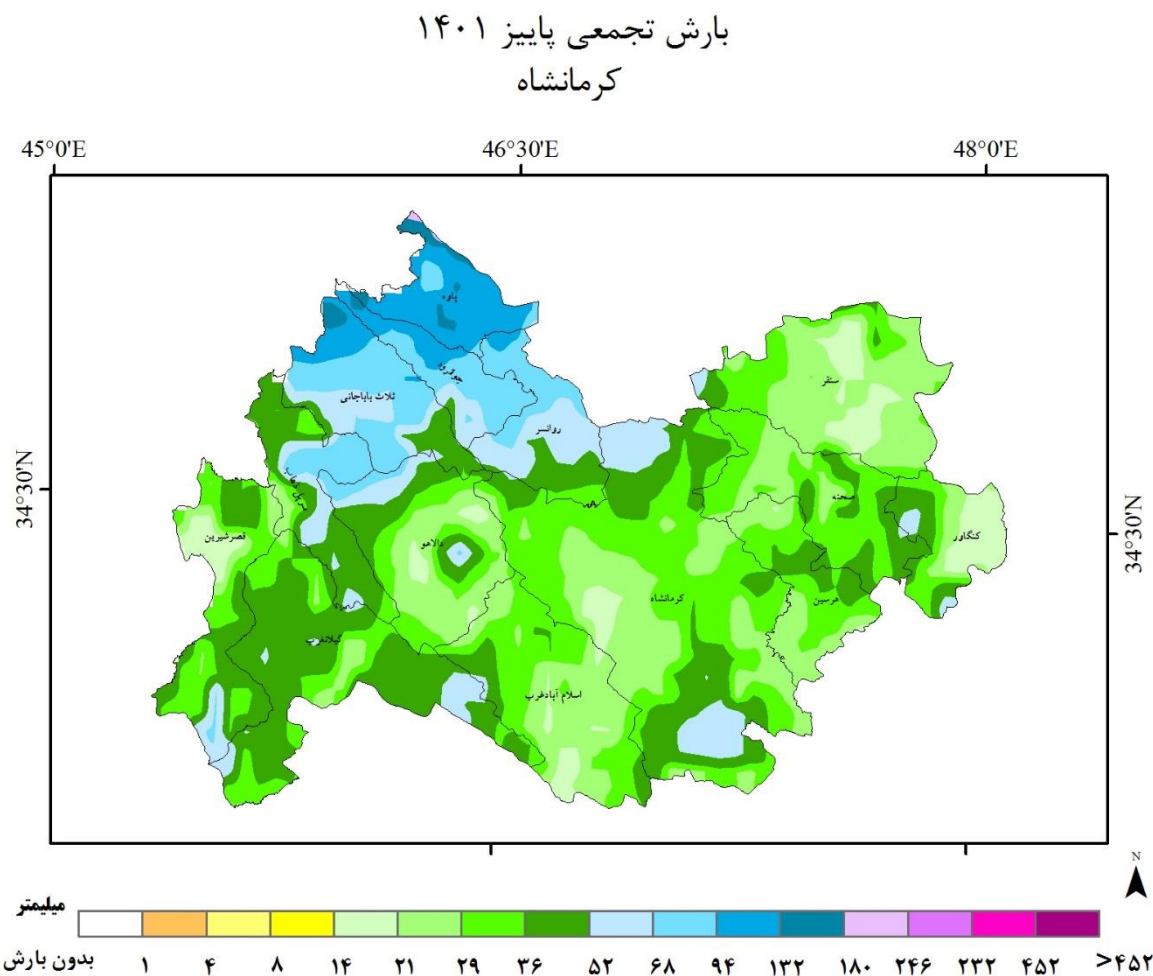 بارش تجمعی پاییز ۱۴۰۱
کرمانشاه
45°0'E 46°30'E 48°0'E
34°30'N
34°30'N
پاوه
جوانرود
ثلاث باباجانی
روانسر
سنقر
صحنه
کنگاور
قصرشیرین
دالاهو
کرمانشاه
هرسین
گیلانغرب
اسلام آبادغرب
N
میلیمتر
بدون بارش ۱ ۴ ۸ ۱۴ ۲۱ ۲۹ ۳۶ ۵۲ ۶۸ ۹۴ ۱۳۲ ۱۸۰ ۲۴۶ ۲۳۲ ۴۵۲ >۴۵۲